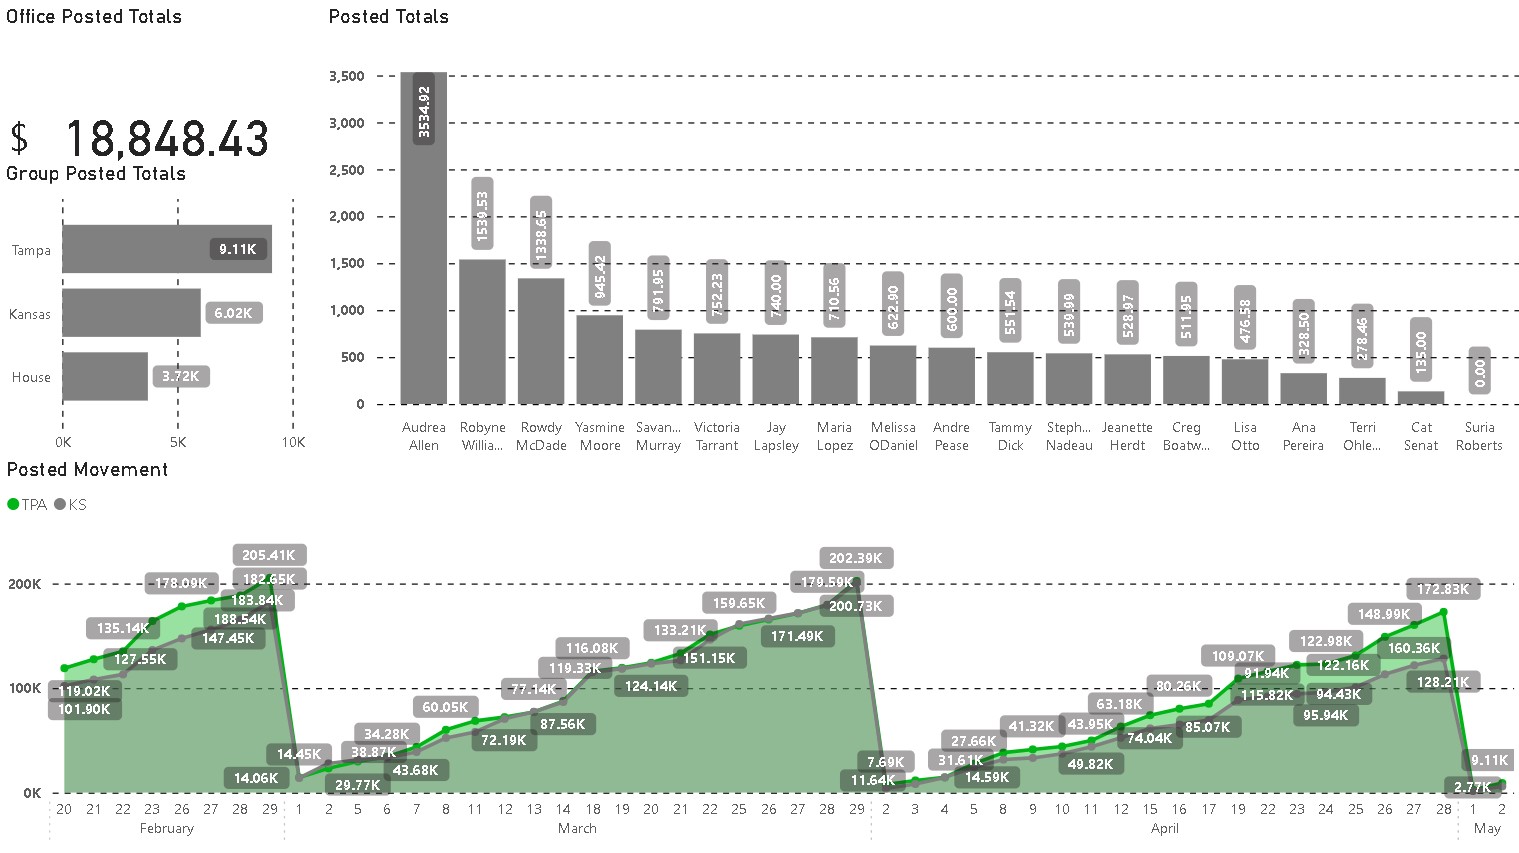 Office Posted Totals
$ 18,848.43
Group Posted Totals
Tampa
9.11K
Kansas
6.02K
House
3.72K
0K 5K 10K
Posted Totals
3,500
3,000
2,500
2,000
1,500
1,000
500
0
3534.92
1539.53
1338.65
945.42
791.95
752.23
740.00
710.56
622.90
600.00
551.54
539.99
528.97
511.95
476.58
328.50
278.46
135.00
0.00
Audrea Allen
Robyne Willia...
Rowdy McDade
Yasmine Moore
Savan... Murray
Victoria Tarrant
Jay Lapsley
Maria Lopez
Melissa ODaniel
Andre Pease
Tammy Dick
Steph... Nadeau
Jeanette Herdt
Creg Boatw...
Lisa Otto
Ana Pereira
Terri Ohle...
Cat Senat
Suria Roberts
Posted Movement
TPA KS
200K
100K
0K
119.02K
101.90K
135.14K
127.55K
178.09K
147.45K
188.54K
183.84K
182.65K
205.41K
14.45K
14.06K
29.77K
34.28K
38.87K
43.68K
60.05K
72.19K
77.14K
87.56K
119.33K
116.08K
124.14K
133.21K
151.15K
159.65K
171.49K
179.59K
200.73K
202.39K
7.69K
11.64K
31.61K
27.66K
14.59K
41.32K
43.95K
49.82K
63.18K
74.04K
80.26K
85.07K
109.07K
91.94K
115.82K
122.98K
122.16K
94.43K
95.94K
148.99K
160.36K
172.83K
128.21K
9.11K
2.77K
20 21 22 23 26 27 28 29 1 2 5 6 7 8 11 12 13 14 18 19 20 21 22 25 26 27 28 29 2 3 4 5 8 9 10 11 12 15 16 17 19 22 23 24 25 26 27 28 1 2
February March April May